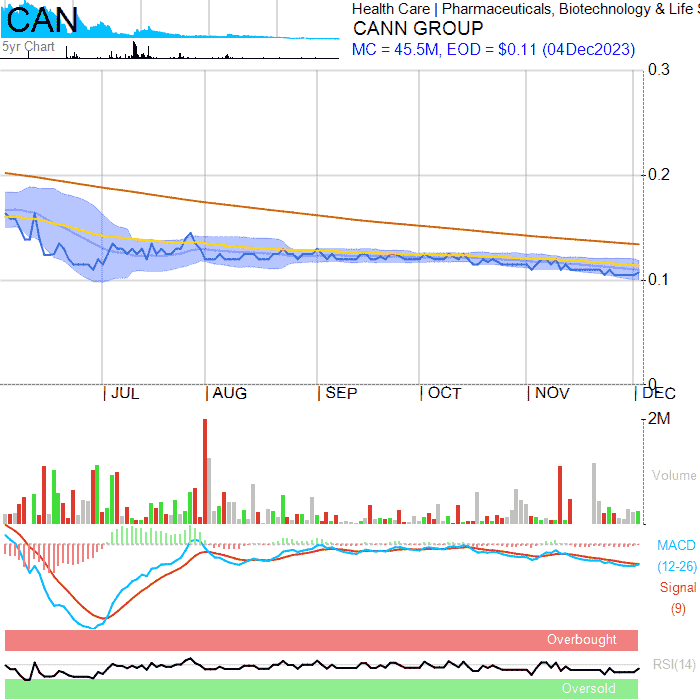 CAN
Health Care | Pharmaceuticals, Biotechnology & Life S
CANN GROUP
5yr Chart
MC = 45.5M, EOD = $0.11 (04Dec2023)
0.3
0.2
0.1
0
JUL
AUG
SEP
OCT
NOV
DEC
2M
Volume
MACD
(12-26)
Signal
(9)
Overbought
RSI(14)
Oversold